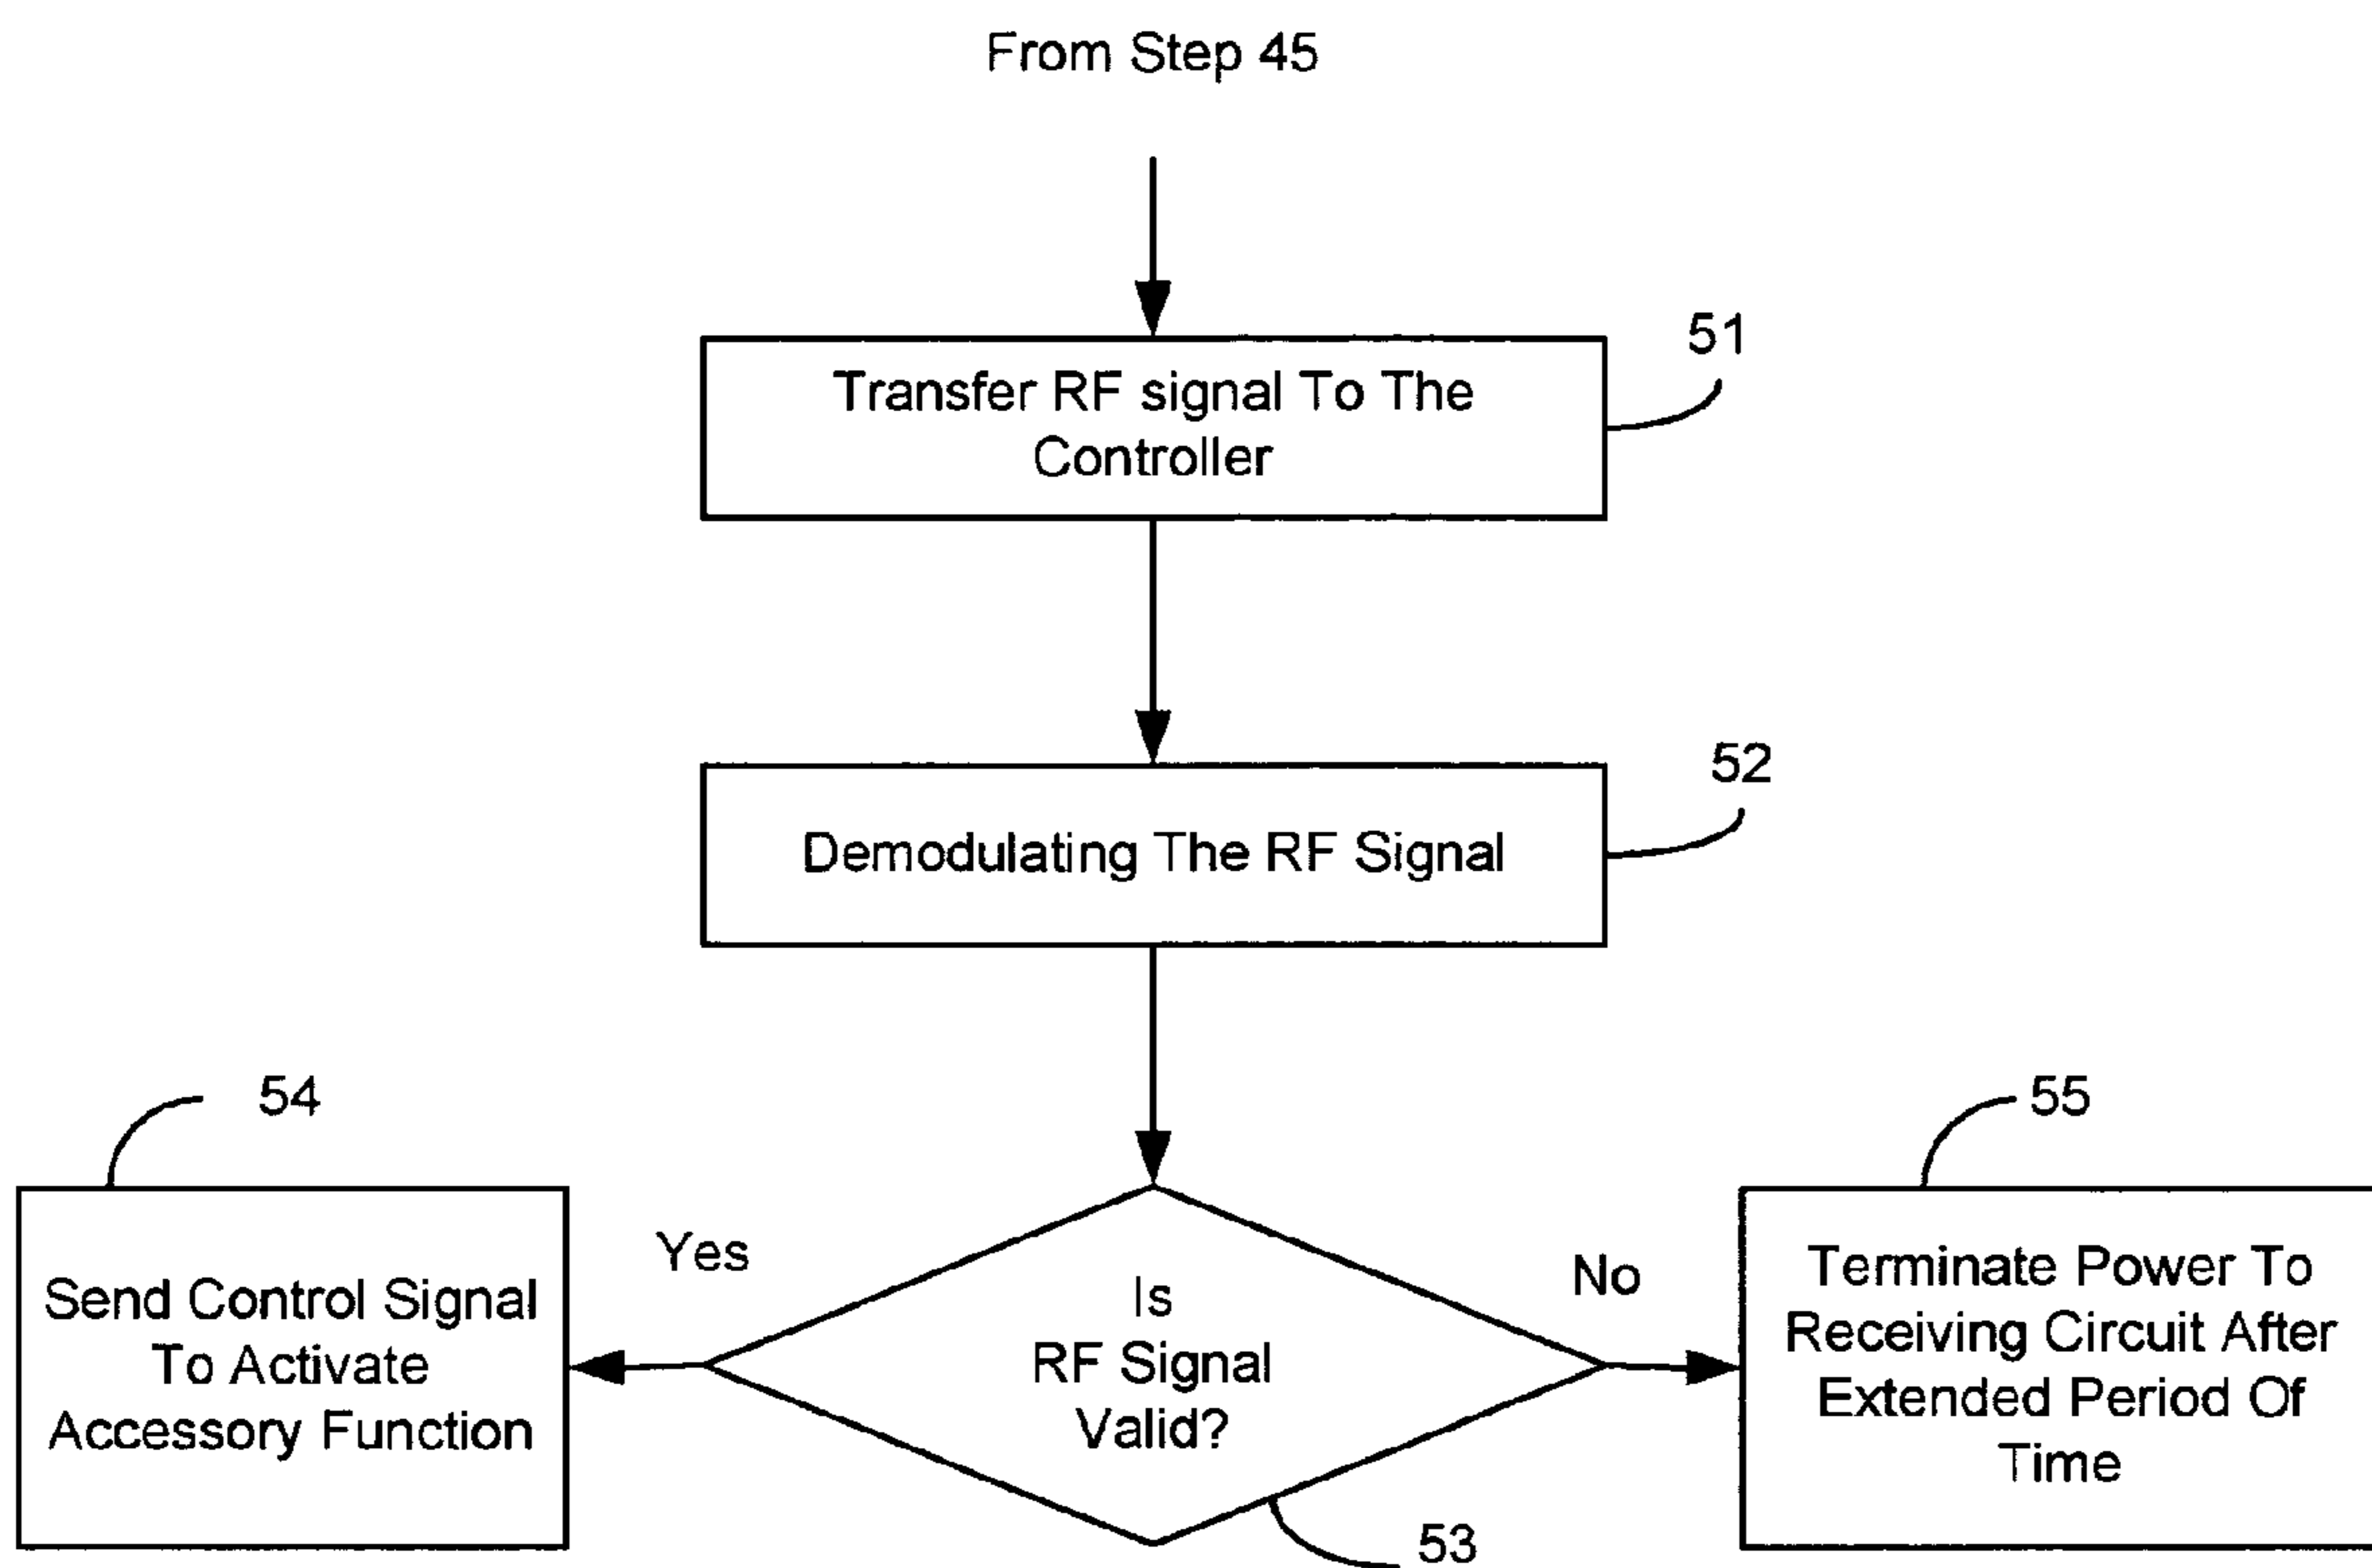 From Step 45
51
Transfer RF signal To The
Controller
52
Demodulating The RF Signal
54
55
Yes
No
Send Control Signal
To Activate
Accessory Function
Is
RF Signal
Valid?
Terminate Power To
Receiving Circuit After
Extended Period Of
Time
53